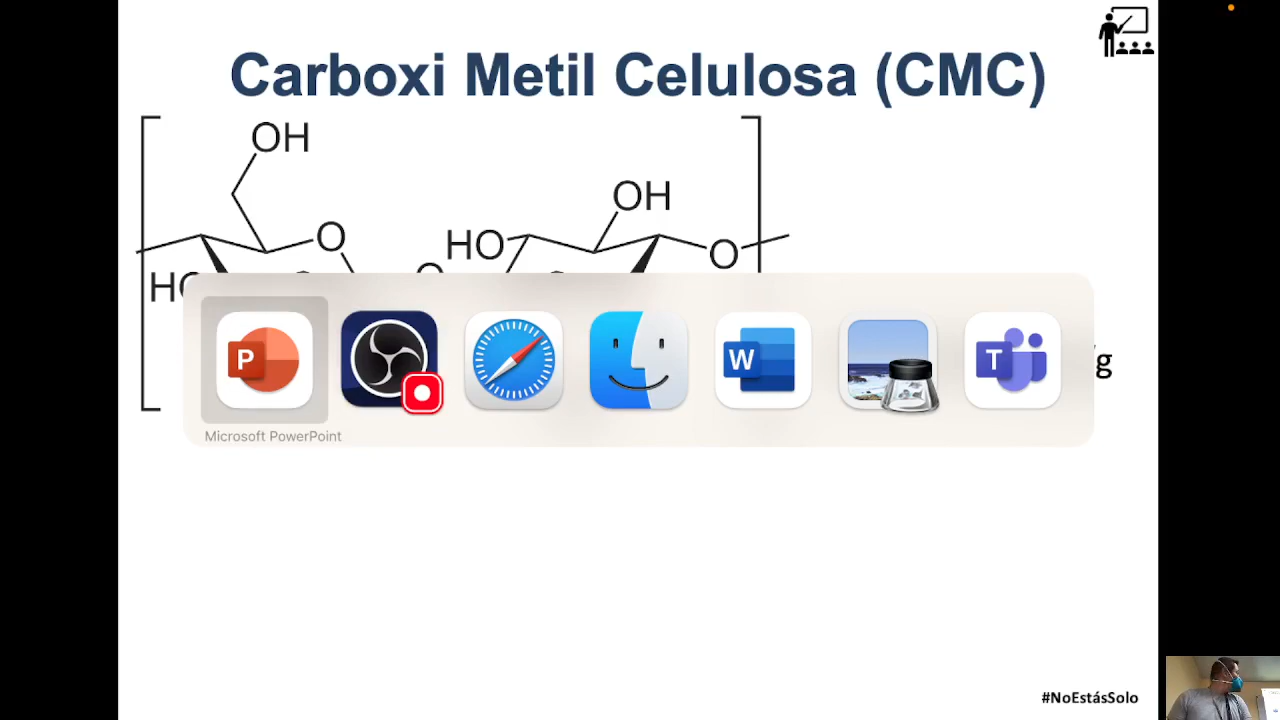 Carboxi Metil Celulosa (CMC)
OH
OH
O
HO
O
HO
/g
P
W
T
Microsoft PowerPoint
#NoEstásSolo